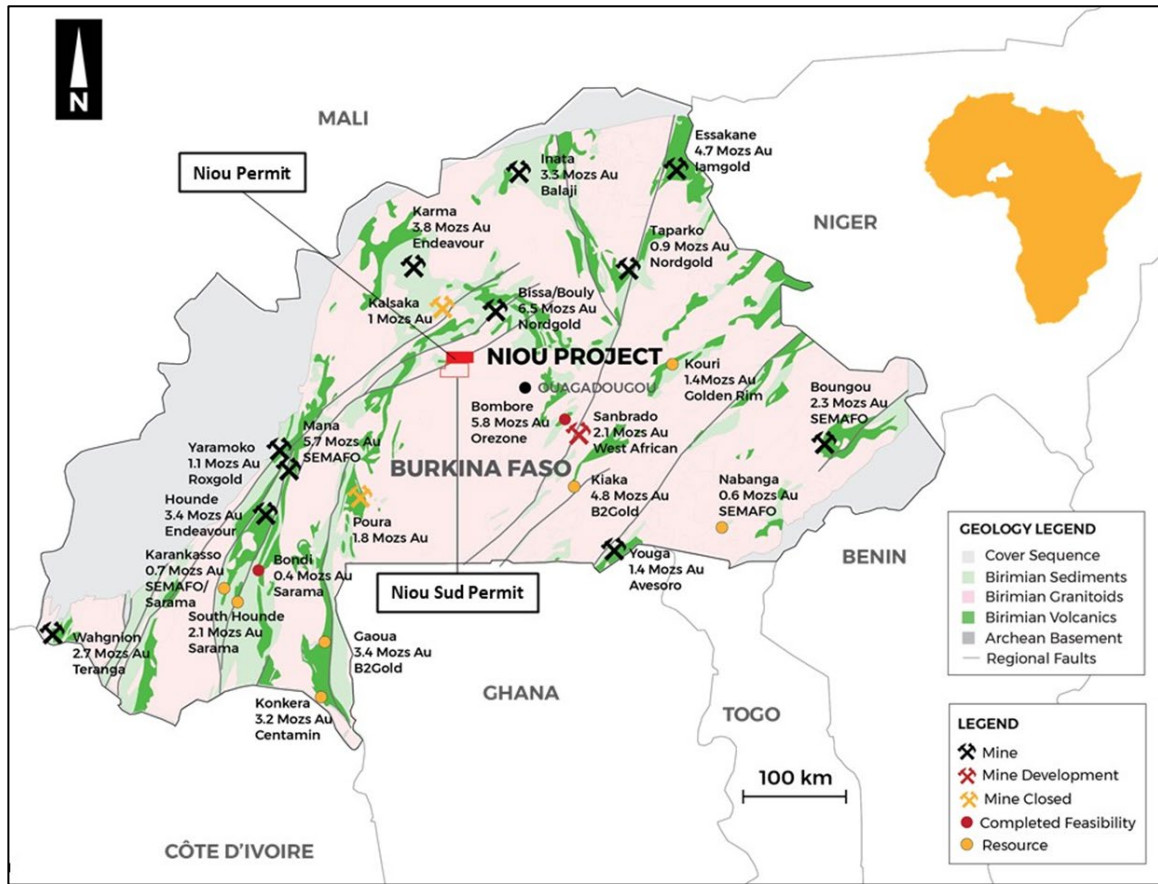 N
MALI
Niou Permit
Essakane
4.7 Mozs Au
Iamgold
Inata
3.3 Mozs Au
Balaji
NIGER
Karma
3.8 Mozs Au
Endeavour
Taparko
0.9 Mozs Au
Nordgold
Kalsaka
1 Mozs Au
Bissa/Bouly
6.5 Mozs Au
Nordgold
NIOU PROJECT
OUAGADOUGOU
Kouri
1.4Mozs Au
Golden Rim
Boungou
2.3 Mozs Au
SEMAFO
Bombore
5.8 Mozs Au
Orezone
Sanbrado
2.1 Mozs Au
West African
Mana
5.7 Mozs Au
SEMAFO
Yaramoko
1.1 Mozs Au
Roxgold
BURKINA FASO
Kiaka
4.8 Mozs Au
B2Gold
Nabanga
0.6 Mozs Au
SEMAFO
Hounde
3.4 Mozs Au
Endeavour
Poura
1.8 Mozs Au
Karankasso
0.7 Mozs Au
SEMAFO/
Sarama
Bondi
0.4 Mozs Au
Sarama
Niou Sud Permit
Youga
1.4 Mozs Au
Avesoro
BENIN
South Hounde
2.1 Mozs Au
Sarama
Wahgnion
2.7 Mozs Au
Teranga
Gaoua
3.4 Mozs Au
B2Gold
Konkera
3.2 Mozs Au
Centamin
GHANA
TOGO
CÔTE D'IVOIRE
100 km
GEOLOGY LEGEND
Cover Sequence
Birimian Sediments
Birimian Granitoids
Birimian Volcanics
Archean Basement
Regional Faults
LEGEND
Mine
Mine Development
Mine Closed
Completed Feasibility
Resource